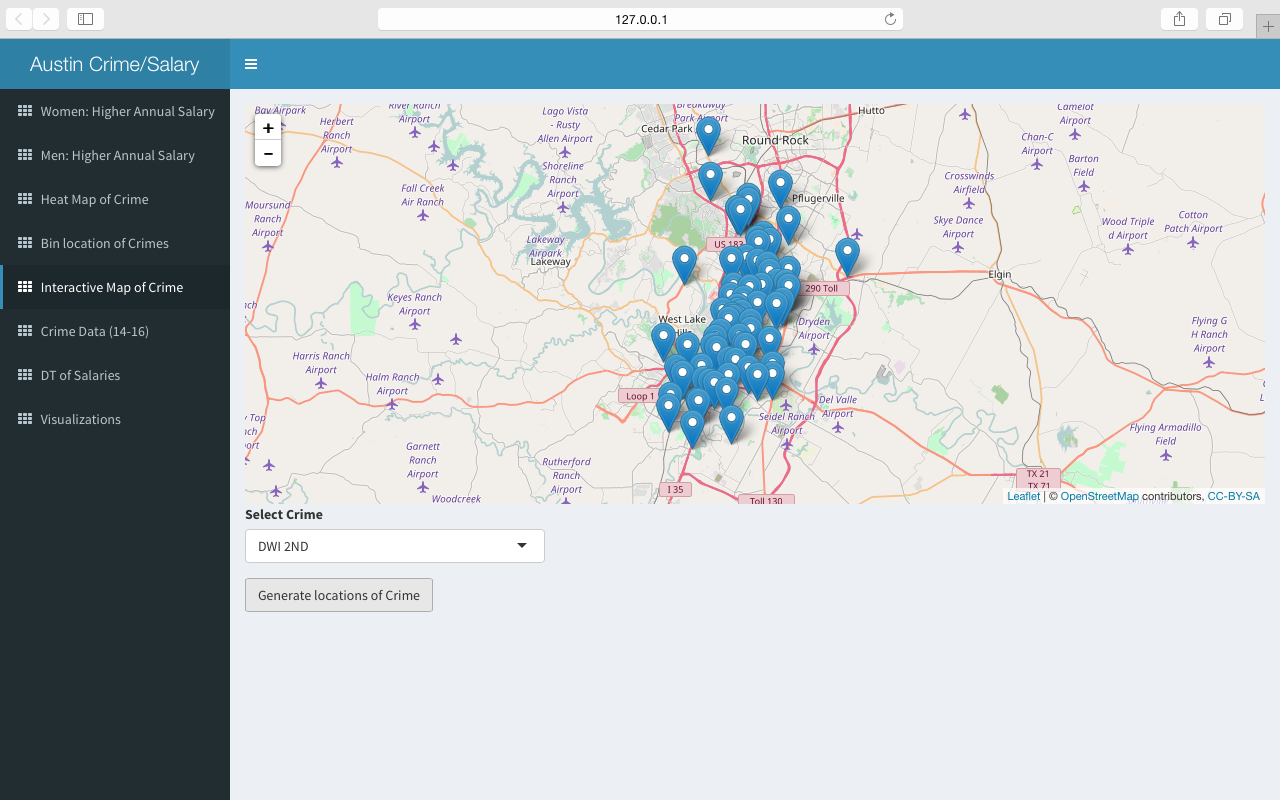 127.0.0.1
Austin Crime/Salary
Women: Higher Annual Salary
Men: Higher Annual Salary
Heat Map of Crime
Bin location of Crimes
Interactive Map of Crime
Crime Data (14-16)
DT of Salaries
Visualizations
+
−
Bay Airpark
Herbert
Ranch
Airport
River Ranch
Airport
Lago Vista
- Rusty
Allen Airport
Shoreline
Ranch
Airport
Fall Creek
Air Ranch
Moursund
Ranch
Airport
Breakaway
Park Airport
Cedar Park
Round Rock
Hutto
Pflugerville
US 183
Lakeway
Airpark
Lakeway
Camelot
Airport
Chan-C
Airport
Barton
Field
Crosswinds
Airfield
Skye Dance
Airport
Wood Triple
d Airport
Cotton
Patch Airport
Elgin
290 Toll
Keyes Ranch
Airport
West Lake
Dryden
Airport
Flying G
H Ranch
Airport
Harris Ranch
Airport
Halm Ranch
Airport
Loop 1
Del Valle
Airport
Seidel Ranch
Airport
Top
Garnett
Ranch
Airport
Woodcreek
Rutherford
Ranch
Airport
I 35
Toll 130
Flying Armadillo
Field
TX 21
TX 71
Leaflet | © OpenStreetMap contributors, CC-BY-SA
Select Crime
DWI 2ND
Generate locations of Crime